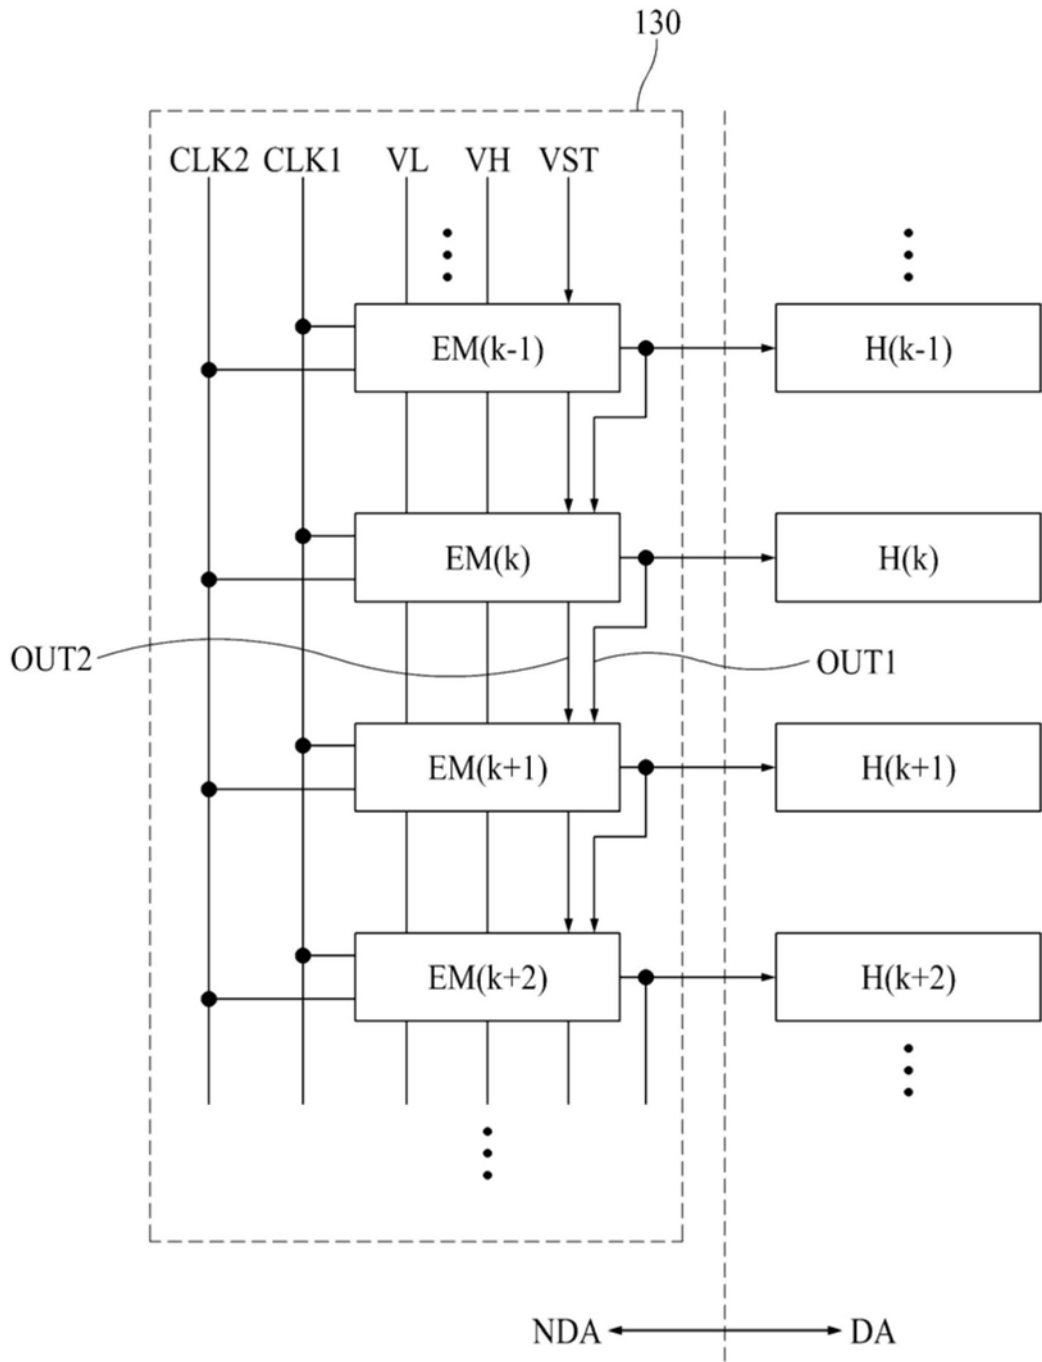 130
CLK2 CLK1 VL VH VST
EM(k-1) H(k-1)
EM(k) H(k)
OUT2 OUT1
EM(k+1) H(k+1)
EM(k+2) H(k+2)
NDA DA